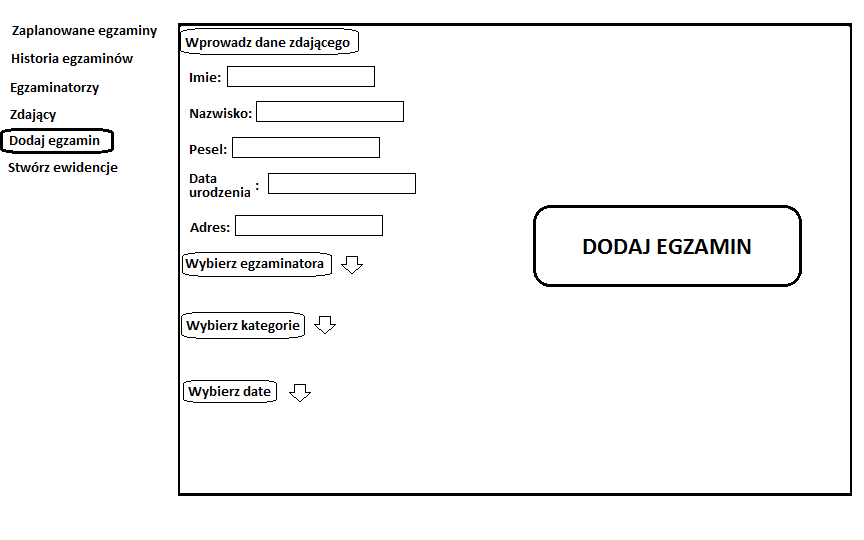 Zaplanowane egzaminy
Historia egzaminów
Egzaminatorzy
Zdający
Dodaj egzamin
Stwórz ewidencje
Wprowadz dane zdającego
Imie:
Nazwisko:
Pesel:
Data
urodzenia :
Adres:
Wybierz egzaminatora
Wybierz kategorie
Wybierz date
DODAJ EGZAMIN